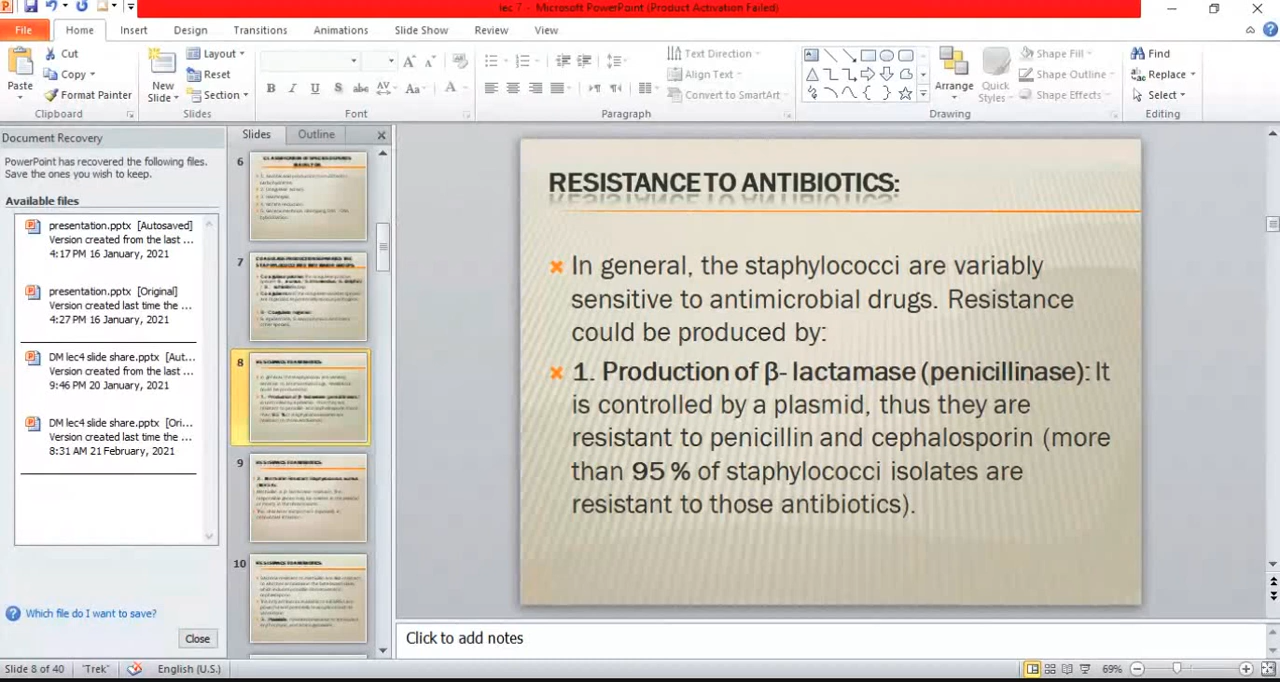 lec 7 - Microsoft PowerPoint (Product Activation Failed)
File Home Insert Design Transitions Animations Slide Show Review View
Paste
Cut
Copy
Format Painter
Clipboard
New Slide
Layout
Reset
Section
Slides
Font
Text Direction
Align Text
Convert to SmartArt
Paragraph
Arrange
Quick Styles
Shape Fill
Shape Outline
Shape Effects
Drawing
Find
Replace
Select
Editing
Document Recovery
PowerPoint has recovered the following files.
Save the ones you wish to keep.
Available files
presentation.pptx [Autosaved]
Version created from the last ...
4:17 PM 16 January, 2021
presentation.pptx [Original]
Version created last time the ...
4:27 PM 16 January, 2021
DM lec4 slide share.pptx [Aut...
Version created from the last ...
9:46 PM 20 January, 2021
DM lec4 slide share.pptx [Ori...
Version created last time the ...
8:31 AM 21 February, 2021
Which file do I want to save?
Close
Slides Outline
6
7
8
RESISTANCE TO ANTIBIOTICS:
9
RESISTANCE TO ANTIBIOTICS:
10
RESISTANCE TO ANTIBIOTICS:
RESISTANCE TO ANTIBIOTICS:
In general, the staphylococci are variably
sensitive to antimicrobial drugs. Resistance
could be produced by:
1. Production of β- lactamase (penicillinase): It
is controlled by a plasmid, thus they are
resistant to penicillin and cephalosporin (more
than 95 % of staphylococci isolates are
resistant to those antibiotics).
Click to add notes
Slide 8 of 40 "Trek" English (U.S.) 69%